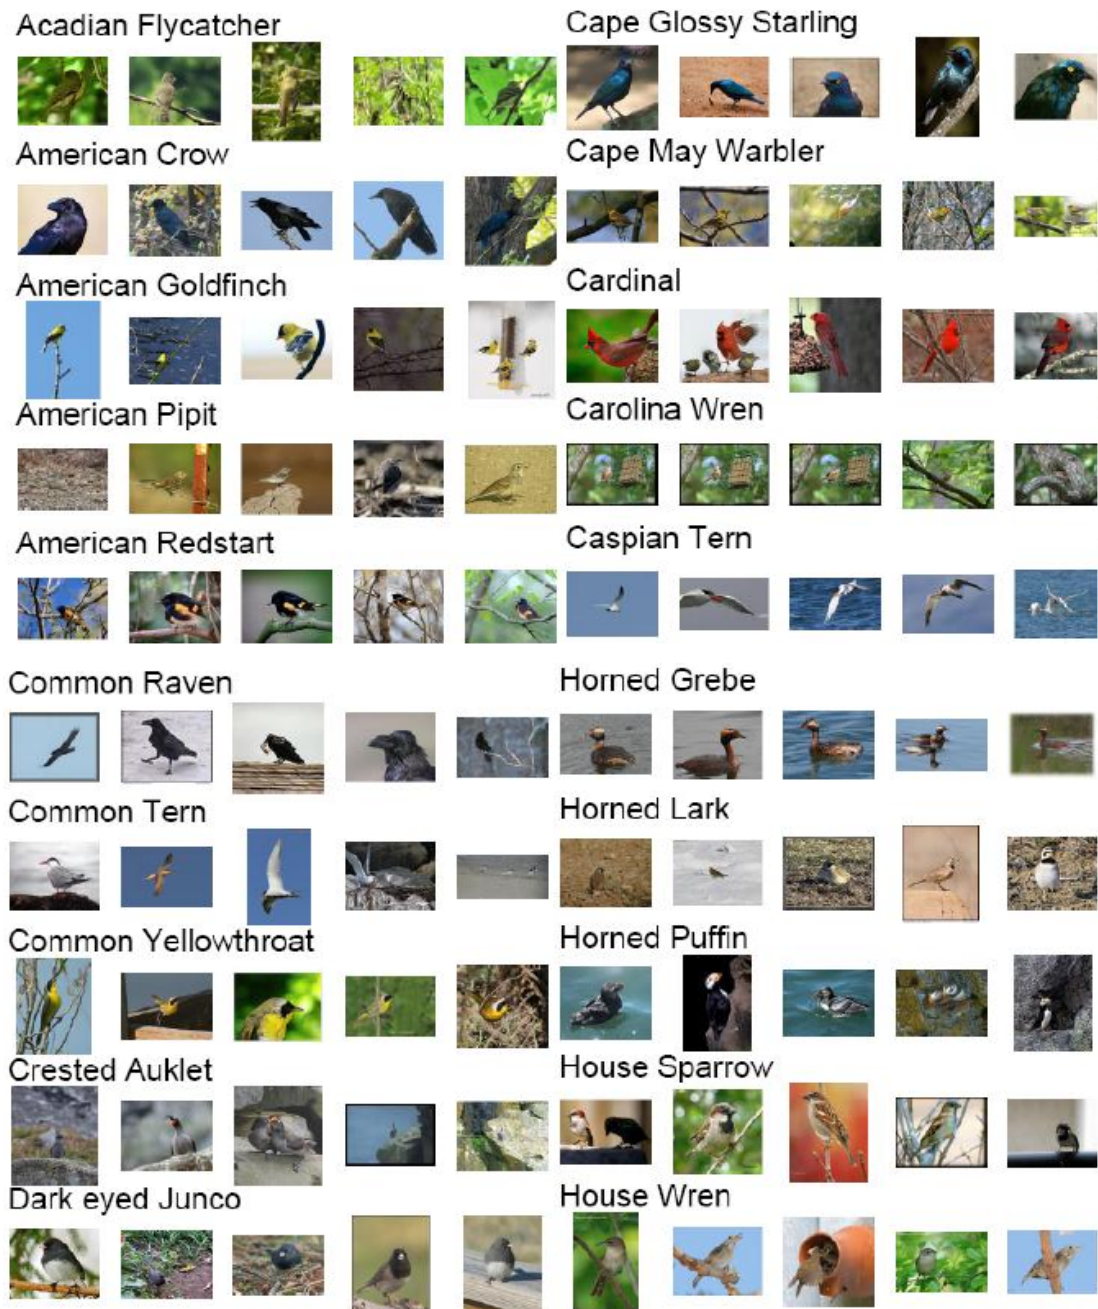 Acadian Flycatcher
American Crow
American Goldfinch
American Pipit
American Redstart
Cape Glossy Starling
Cape May Warbler
Cardinal
Carolina Wren
Caspian Tern
Common Raven
Common Tern
Common Yellowthroat
Crested Auklet
Dark eyed Junco
Horned Grebe
Horned Lark
Horned Puffin
House Sparrow
House Wren